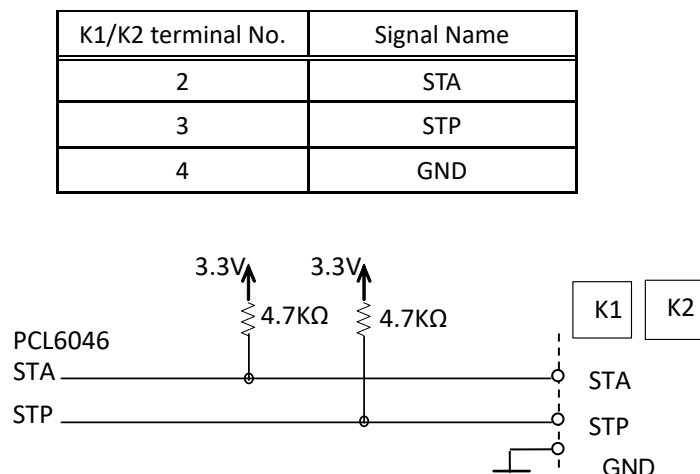 K1/K2 terminal No. Signal Name
2 STA
3 STP
4 GND
3.3V 3.3V
4.7KΩ 4.7KΩ
K1 K2
PCL6046
STA STA
STP STP
GND